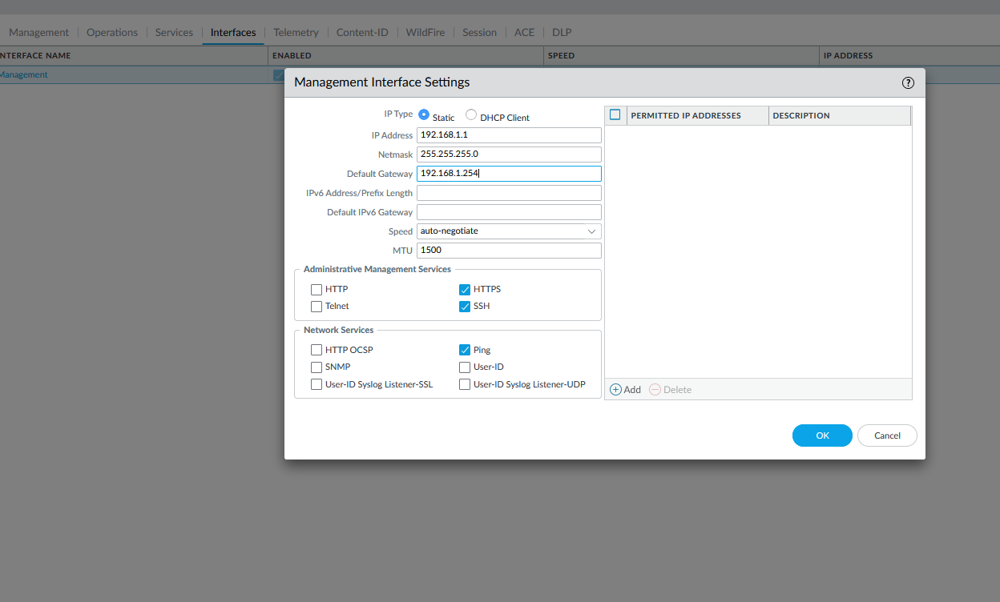 Management Operations Services Interfaces Telemetry Content-ID WildFire Session ACE DLP
NTERFACE NAME ENABLED SPEED IP ADDRESS
Management
Management Interface Settings ?
IP Type Static DHCP Client
IP Address 192.168.1.1
Netmask 255.255.255.0
Default Gateway 192.168.1.254
IPv6 Address/Prefix Length
Default IPv6 Gateway
Speed auto-negotiate
MTU 1500
Administrative Management Services
HTTP HTTPS
Telnet SSH
Network Services
HTTP OCSP Ping
SNMP User-ID
User-ID Syslog Listener-SSL User-ID Syslog Listener-UDP
PERMITTED IP ADDRESSES DESCRIPTION
Add Delete
OK Cancel